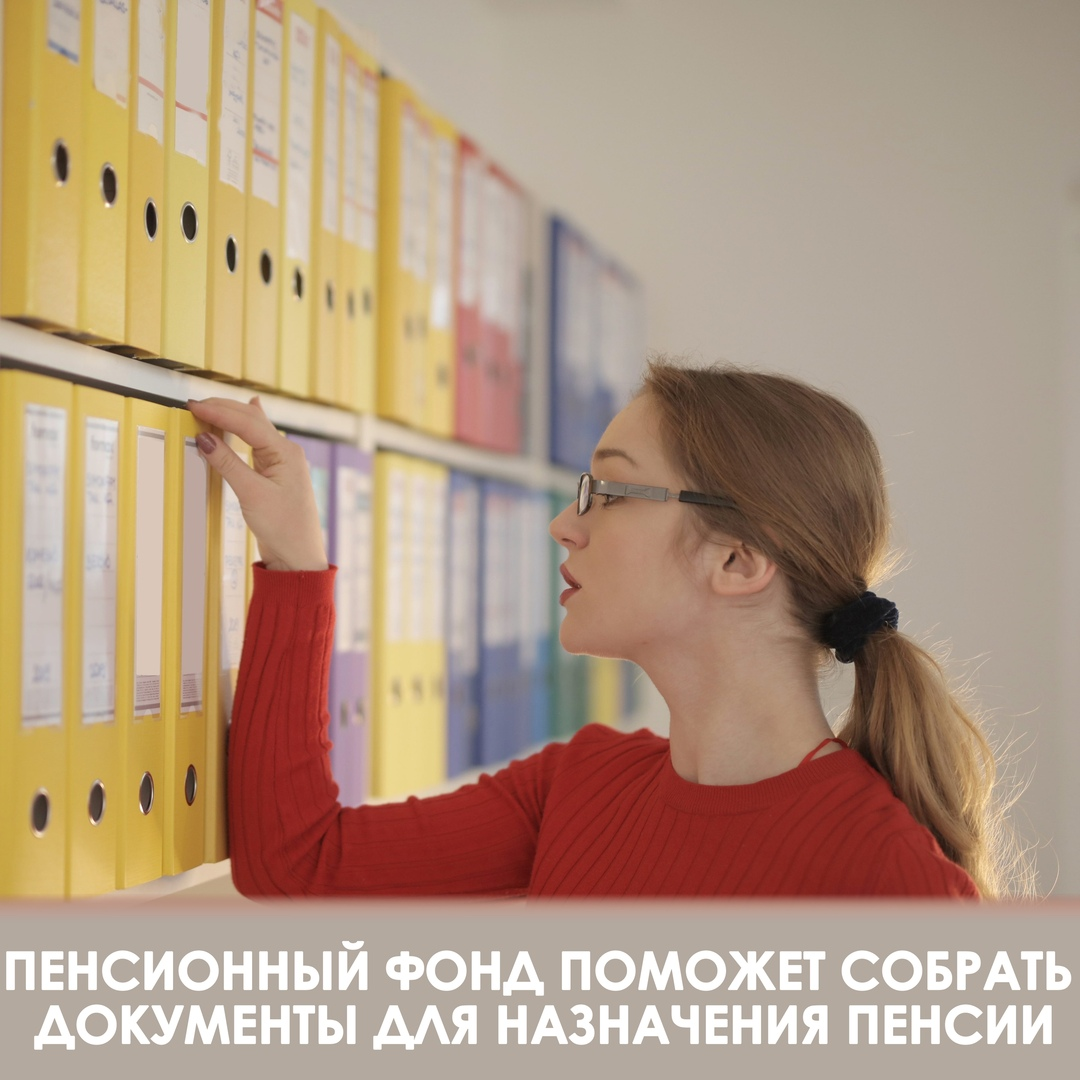 ПЕНСИОННЫЙ ФОНД ПОМОЖЕТ СОБРАТЬ
ДОКУМЕНТЫ ДЛЯ НАЗНАЧЕНИЯ ПЕНСИИ